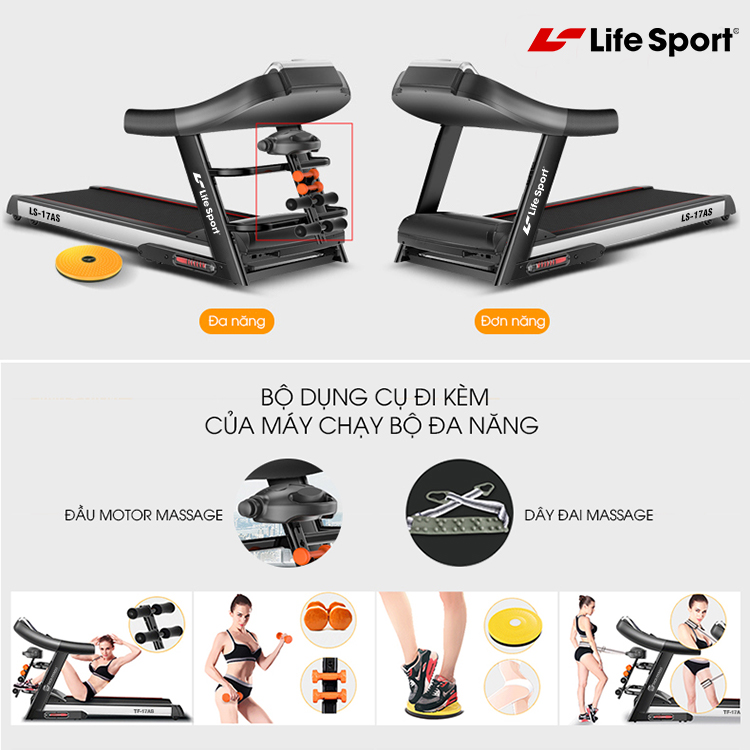 Life Sport®
LS-17AS
Life Sport
Life Sport
LS-17AS
Đa năng
Đơn năng
BỘ DỤNG CỤ ĐI KÈM
CỦA MÁY CHẠY BỘ ĐA NĂNG
ĐẦU MOTOR MASSAGE
DÂY ĐAI MASSAGE
TF-17AS
TF-17AS